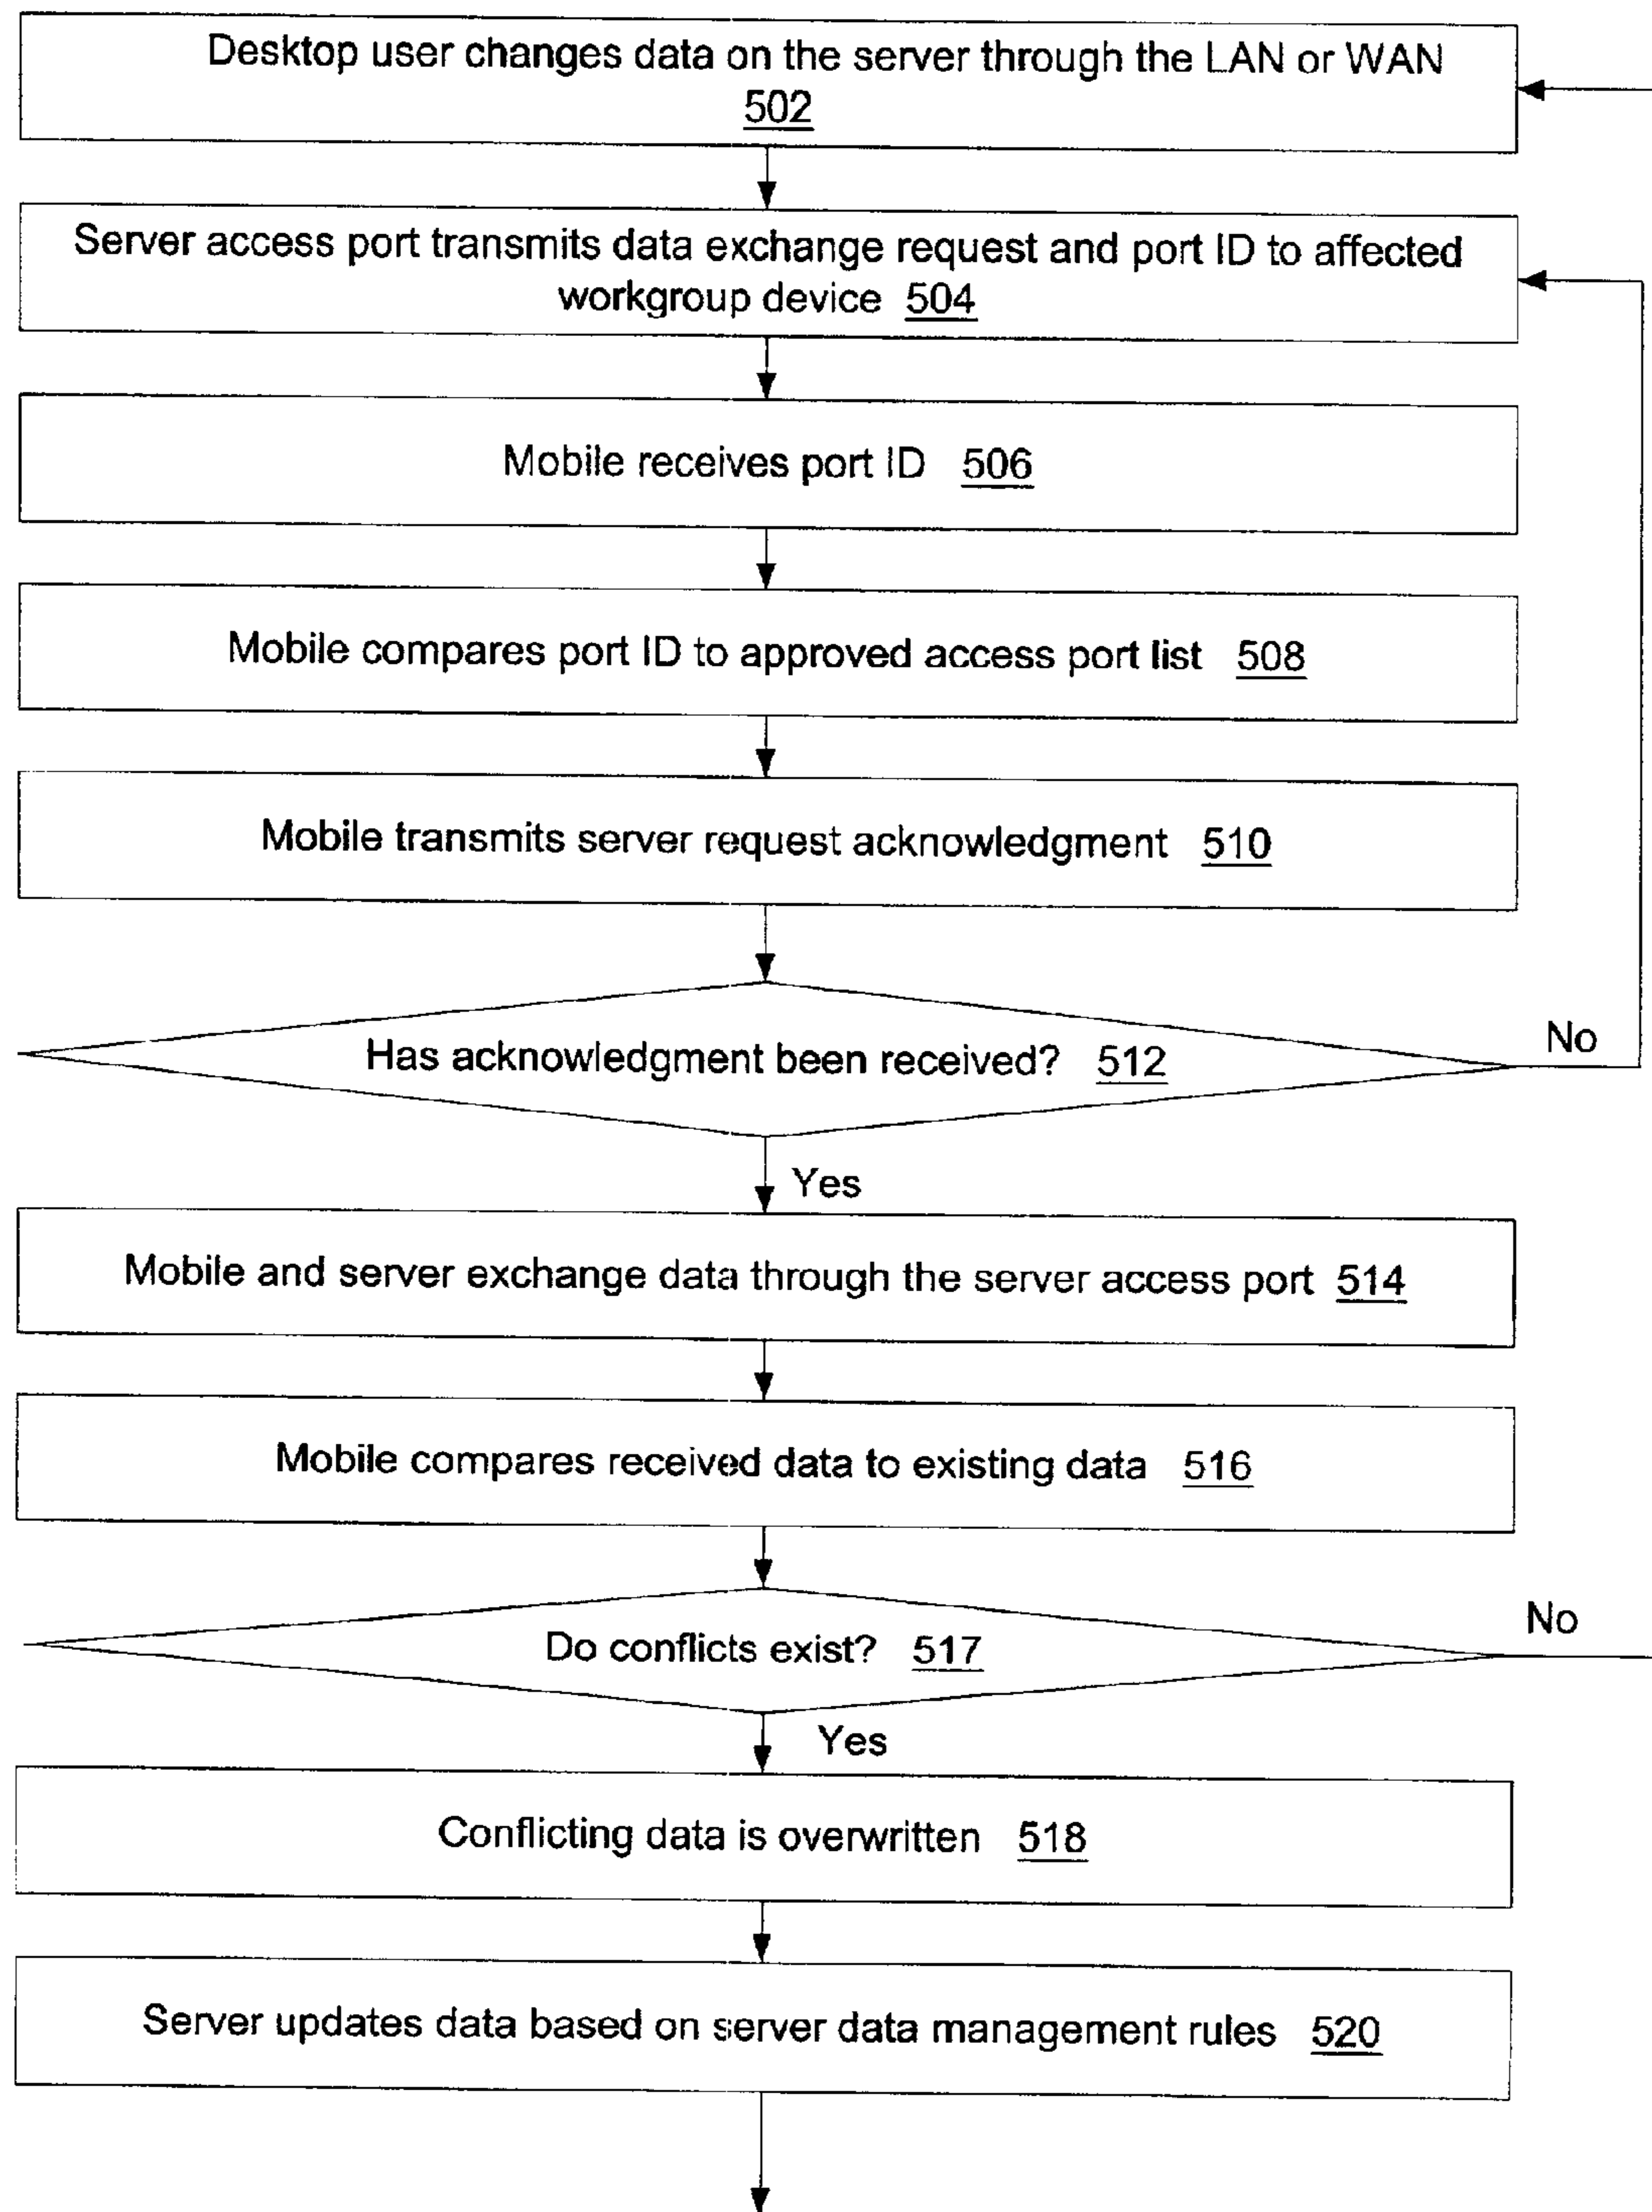 Desktop user changes data on the server through the LAN or WAN
502
Server access port transmits data exchange request and port ID to affected
workgroup device 504
Mobile receives port ID 506
Mobile compares port ID to approved access port list 508
Mobile transmits server request acknowledgment 510
Has acknowledgment been received? 512
No
Yes
Mobile and server exchange data through the server access port 514
Mobile compares received data to existing data 516
No
Do conflicts exist? 517
Yes
Conflicting data is overwritten 518
Server updates data based on server data management rules 520